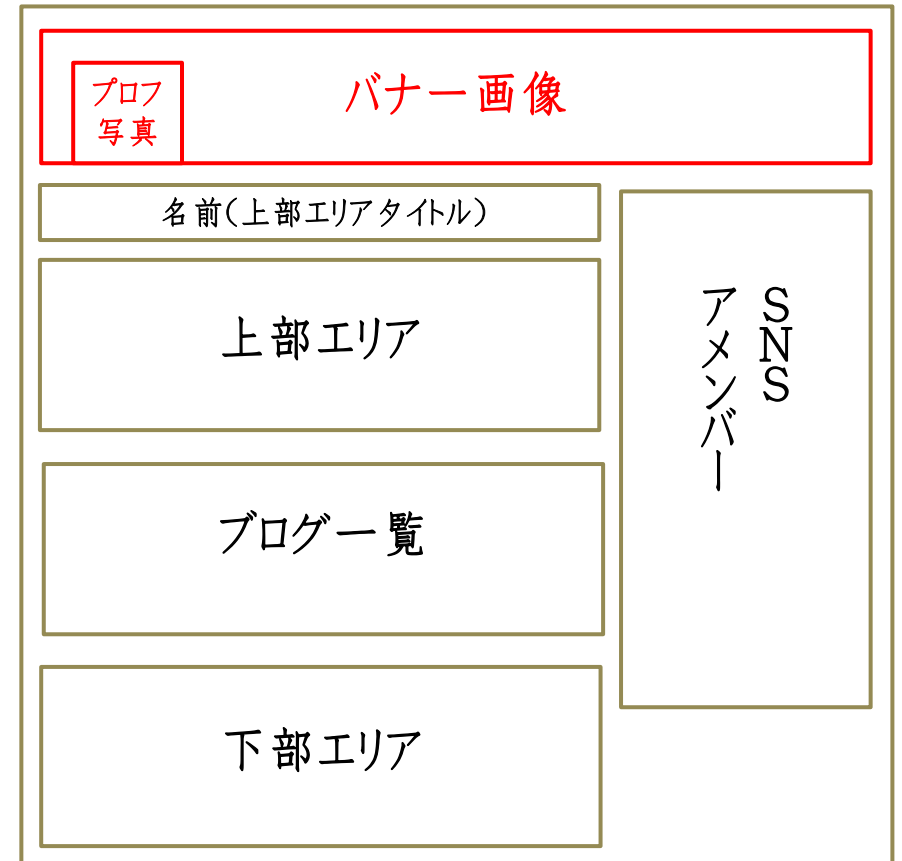 プロフ
写真
バナー画像
名前(上部エリアタイトル)
上部エリア
SNS
アメンバー
ブログ一覧
下部エリア